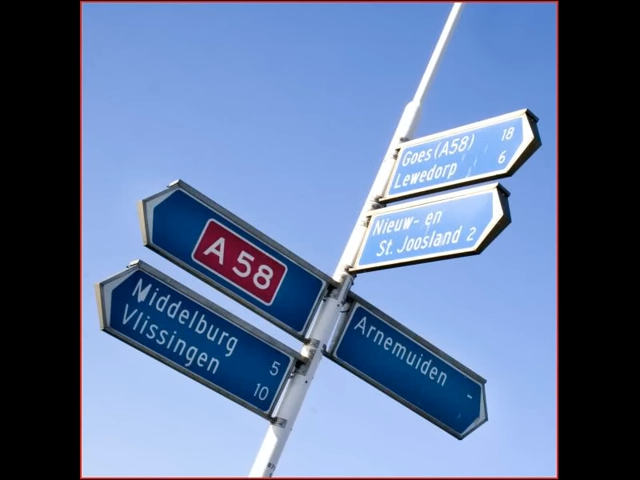 Goes (A58) 18
Lewedorp 6
Nieuw- en
St. Joosland 2
A 58
Middelburg 5
Vlissingen 10
Arnemuiden -